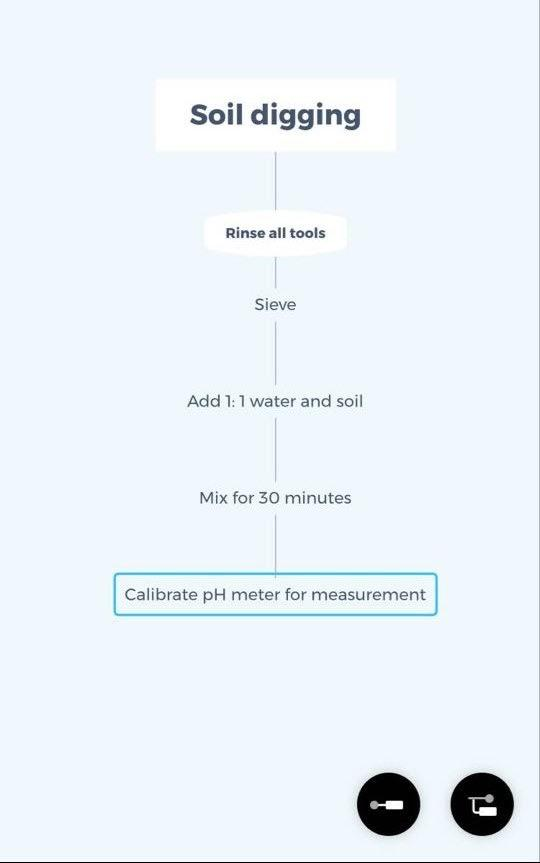 Soil digging
Rinse all tools
Sieve
Add 1: 1 water and soil
Mix for 30 minutes
Calibrate pH meter for measurement